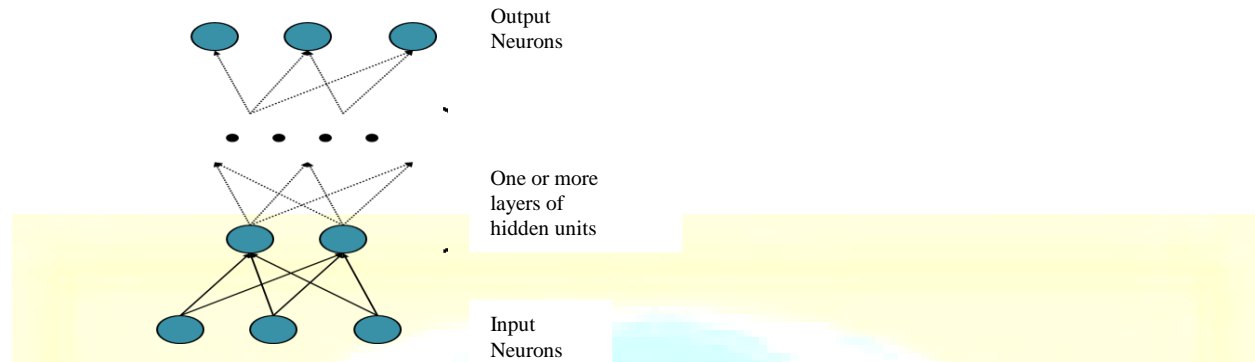 Output
Neurons
One or more
layers of
hidden units
Input
Neurons